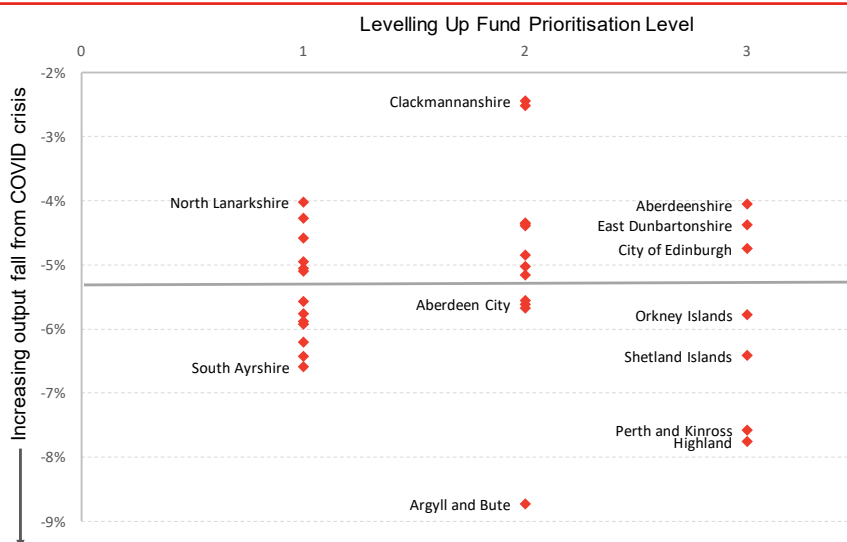 Levelling Up Fund Prioritisation Level
0 1 2 3
-2%
Clackmannanshire
-3%
-4%
North Lanarkshire
Aberdeenshire
East Dunbartonshire
City of Edinburgh
-5%
Aberdeen City
Orkney Islands
-6%
Shetland Islands
South Ayrshire
-7%
Perth and Kinross
Highland
-8%
Argyll and Bute
-9%
Increasing output fall from COVID crisis